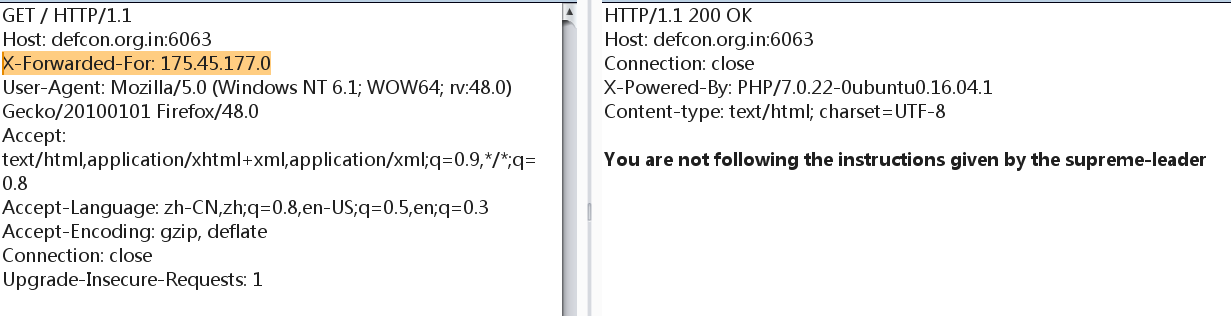 GET / HTTP/1.1
Host: defcon.org.in:6063
X-Forwarded-For: 175.45.177.0
User-Agent: Mozilla/5.0 (Windows NT 6.1; WOW64; rv:48.0)
Gecko/20100101 Firefox/48.0
Accept:
text/html,application/xhtml+xml,application/xml;q=0.9,*/*;q=
0.8
Accept-Language: zh-CN,zh;q=0.8,en-US;q=0.5,en;q=0.3
Accept-Encoding: gzip, deflate
Connection: close
Upgrade-Insecure-Requests: 1
HTTP/1.1 200 OK
Host: defcon.org.in:6063
Connection: close
X-Powered-By: PHP/7.0.22-0ubuntu0.16.04.1
Content-type: text/html; charset=UTF-8
You are not following the instructions given by the supreme-leader